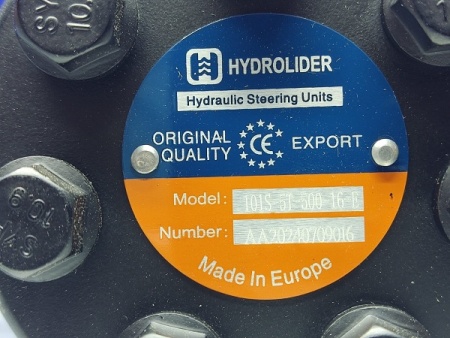 HYDROLIDER
Hydraulic Steering Units
ORIGINAL QUALITY CE EXPORT
Model: 101S-5T-500-16-B
Number: AA20240709016
Made In Europe
10.9